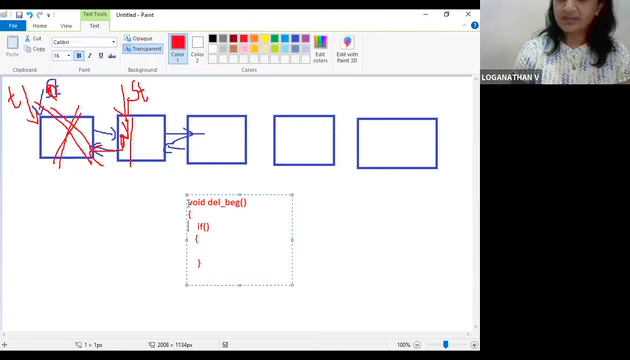 Text Tools
Untitled - Paint
File
Home
View
Text
Paste
Cut
Copy
Clipboard
Calibri
16
B
I
U
S
Font
Opaque
Transparent
Background
Color 1
Color 2
Edit colors
Edit with Paint 3D
Colors
t
St
St
void del_beg()
{
if()
{
}
1 × 1px
2008 × 1134px
100%
LOGANATHAN V